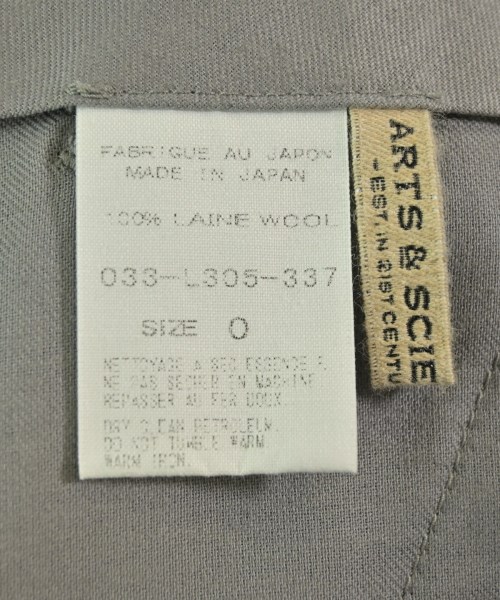 FABRIQUE AU JAPON
MADE IN JAPAN
100% LAINE WOOL
033-L305-337
SIZE 0
NETTOYAGE A SEC ESSENCE F.
NE PAS SECHER EN MACHINE
REPASSER AU FER DOUX.
DRY CLEAN PETROLEUM.
DO NOT TUMBLE WARM
WARM IRON.
ARTS & SCIE
-EST. IN 21ST CENTU